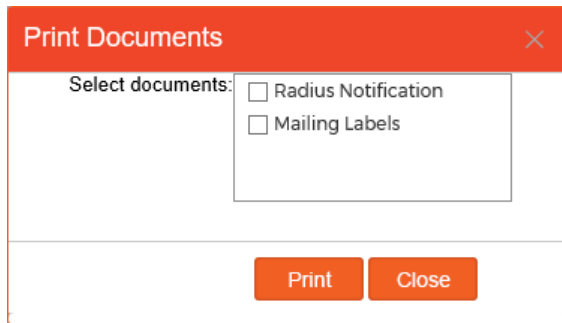 Print Documents
Select documents:
Radius Notification
Mailing Labels
Print
Close